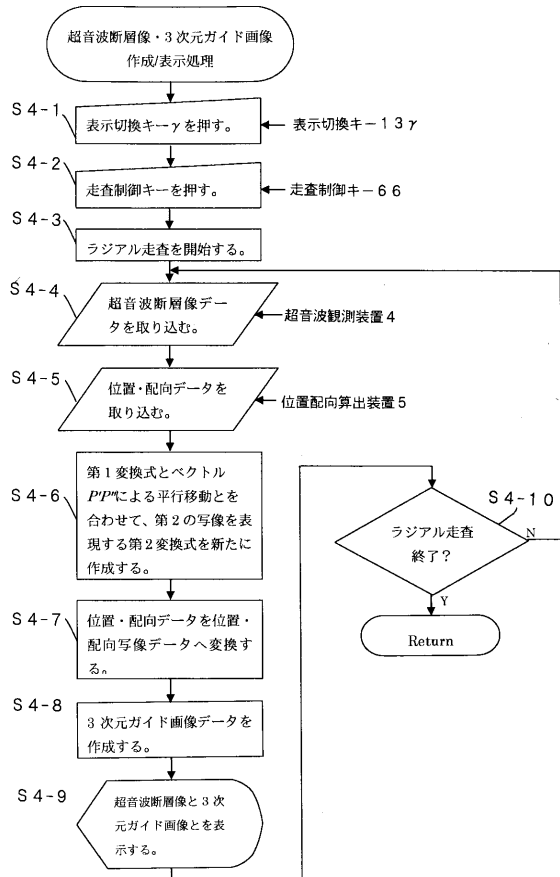 超音波断層像・3次元ガイド画像
作成/表示処理
S4-1
表示切換キーγを押す。
表示切換キー13γ
S4-2
走査制御キーを押す。
走査制御キー66
S4-3
ラジアル走査を開始する。
S4-4
超音波断層像デー
タを取り込む。
超音波観測装置4
S4-5
位置・配向データを
取り込む。
位置配向算出装置5
S4-6
第1変換式とベクトル
P'P"による平行移動とを
合わせて、第2の写像を表
現する第2変換式を新たに
作成する。
S4-7
位置・配向データを位置・
配向写像データへ変換す
る。
S4-8
3次元ガイド画像データを
作成する。
S4-9
超音波断層像と3次
元ガイド画像とを表
示する。
S4-10
ラジアル走査
終了?
N
Y
Return